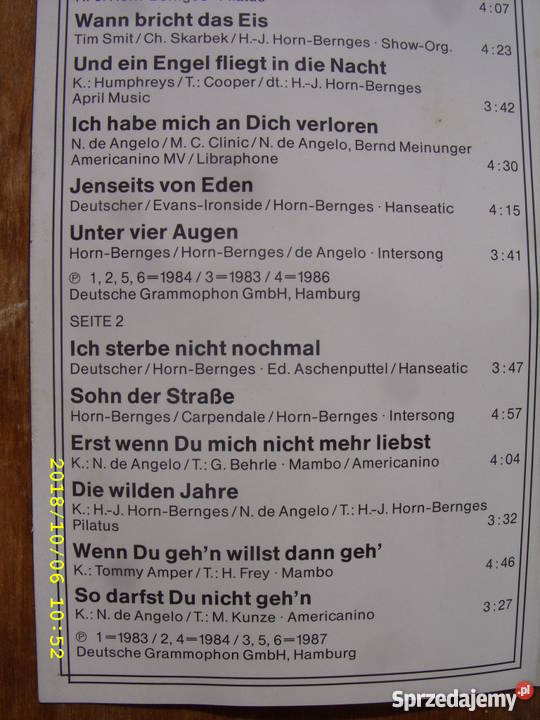 4:07
Wann bricht das Eis
Tim Smit/Ch. Skarbek/H.-J. Horn-Bernges · Show-Org. 4:23
Und ein Engel fliegt in die Nacht
K.: Humphreys/T.: Cooper/dt.: H.-J. Horn-Bernges
April Music 3:42
Ich habe mich an Dich verloren
N. de Angelo/M. C. Clinic/N. de Angelo, Bernd Meinunger
Americanino MV/Libraphone 4:30
Jenseits von Eden
Deutscher/Evans-Ironside/Horn-Bernges · Hanseatic 4:15
Unter vier Augen
Horn-Bernges/Horn-Bernges/de Angelo · Intersong 3:41
℗ 1, 2, 5, 6=1984/3=1983/4=1986
Deutsche Grammophon GmbH, Hamburg
SEITE 2
Ich sterbe nicht nochmal
Deutscher/Horn-Bernges · Ed. Aschenputtel/Hanseatic 3:47
Sohn der Straße
Horn-Bernges/Carpendale/Horn-Bernges · Intersong 4:57
Erst wenn Du mich nicht mehr liebst
K.: N. de Angelo/T.: G. Behrle · Mambo/Americanino 4:04
Die wilden Jahre
K.: H.-J. Horn-Bernges/N. de Angelo/T.: H.-J. Horn-Bernges
Pilatus 3:32
Wenn Du geh'n willst dann geh'
K.: Tommy Amper/T.: H. Frey · Mambo 4:46
So darfst Du nicht geh'n
K.: N. de Angelo/T.: M. Kunze · Americanino 3:27
℗ 1=1983/2, 4=1984/3, 5, 6=1987
Deutsche Grammophon GmbH, Hamburg
2018/10/06 10:52
Sprzedajemy.pl